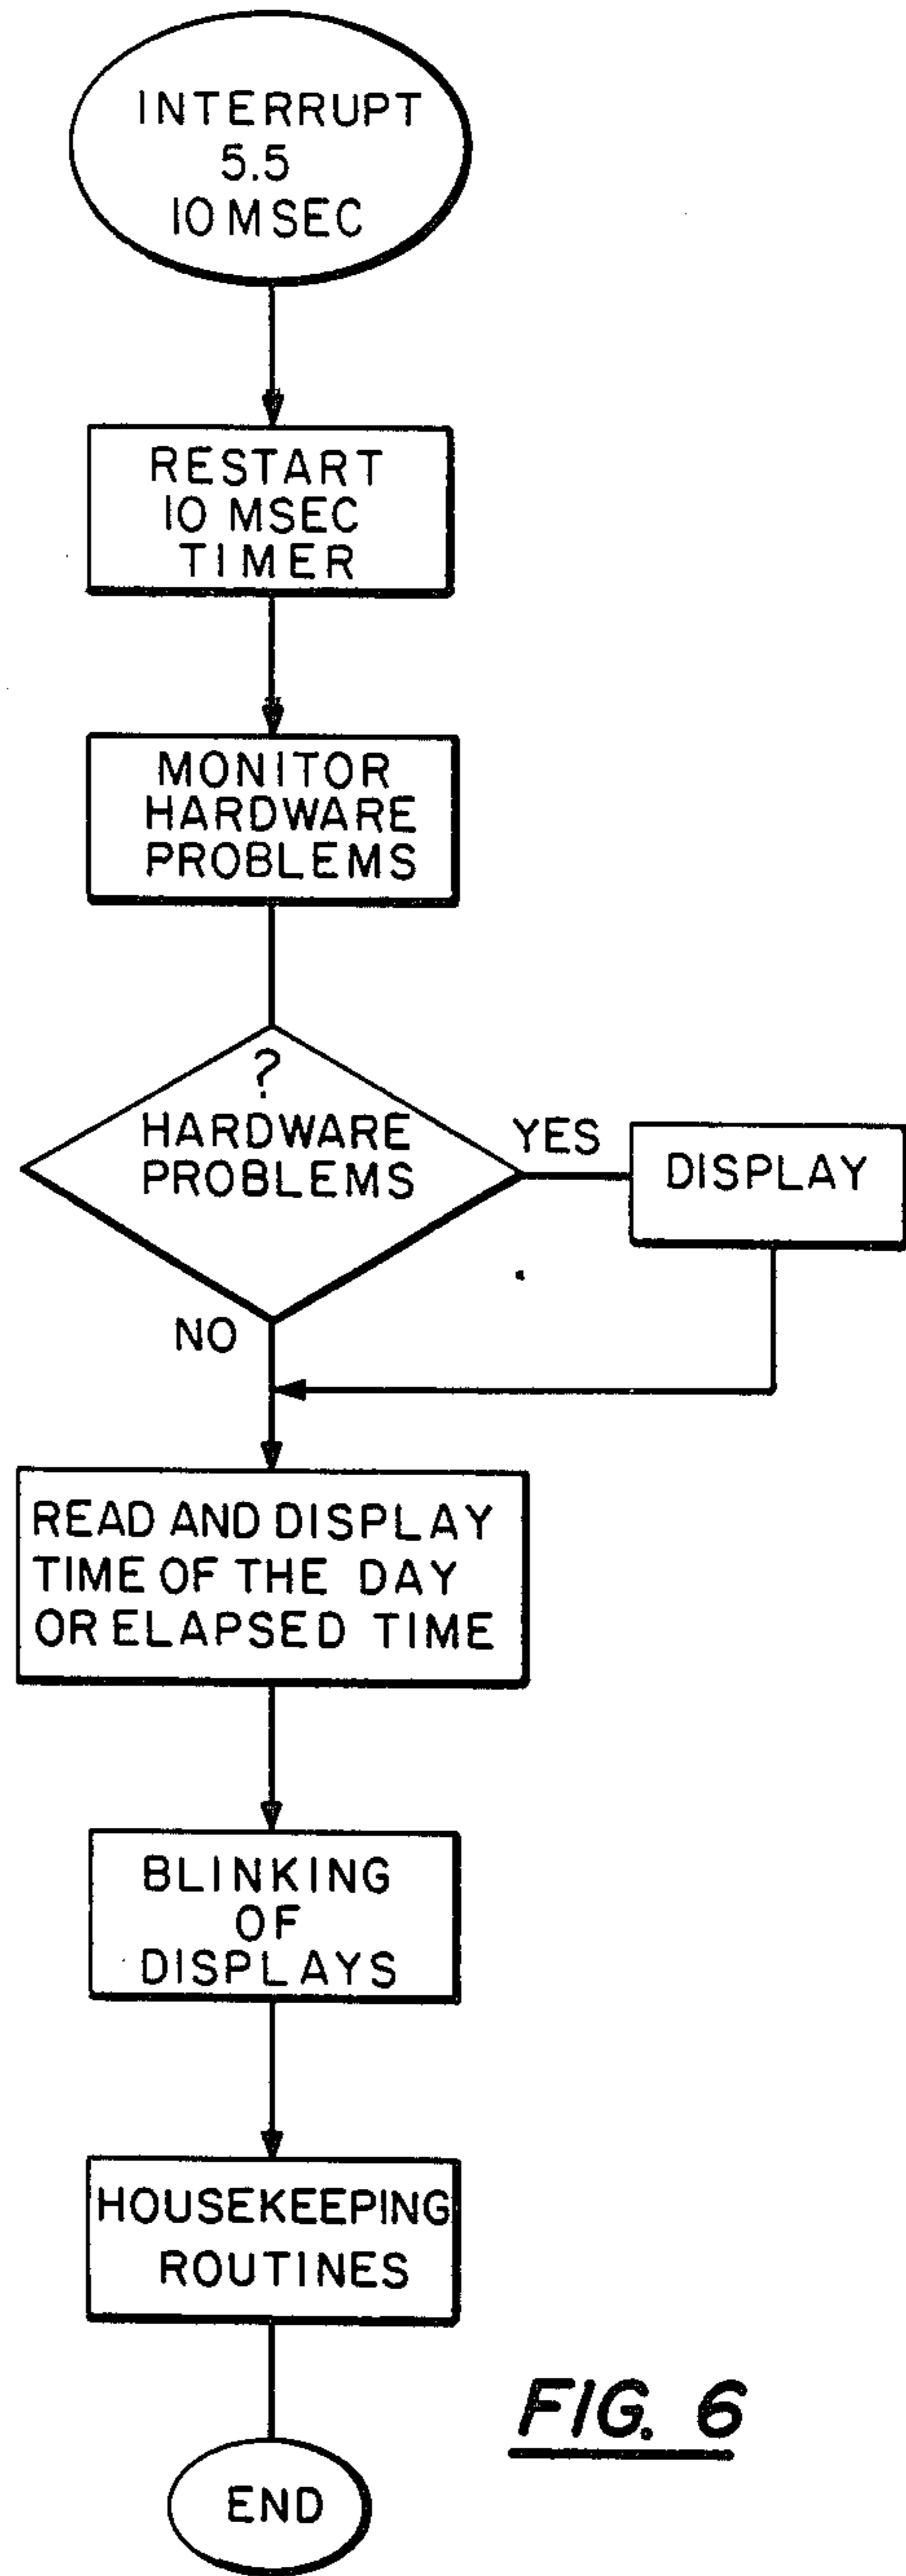 INTERRUPT
5.5
10 MSEC
RESTART
10 MSEC
TIMER
MONITOR
HARDWARE
PROBLEMS
?
HARDWARE
PROBLEMS
YES
DISPLAY
NO
READ AND DISPLAY
TIME OF THE DAY
OR ELAPSED TIME
BLINKING
OF
DISPLAYS
HOUSEKEEPING
ROUTINES
END
FIG. 6